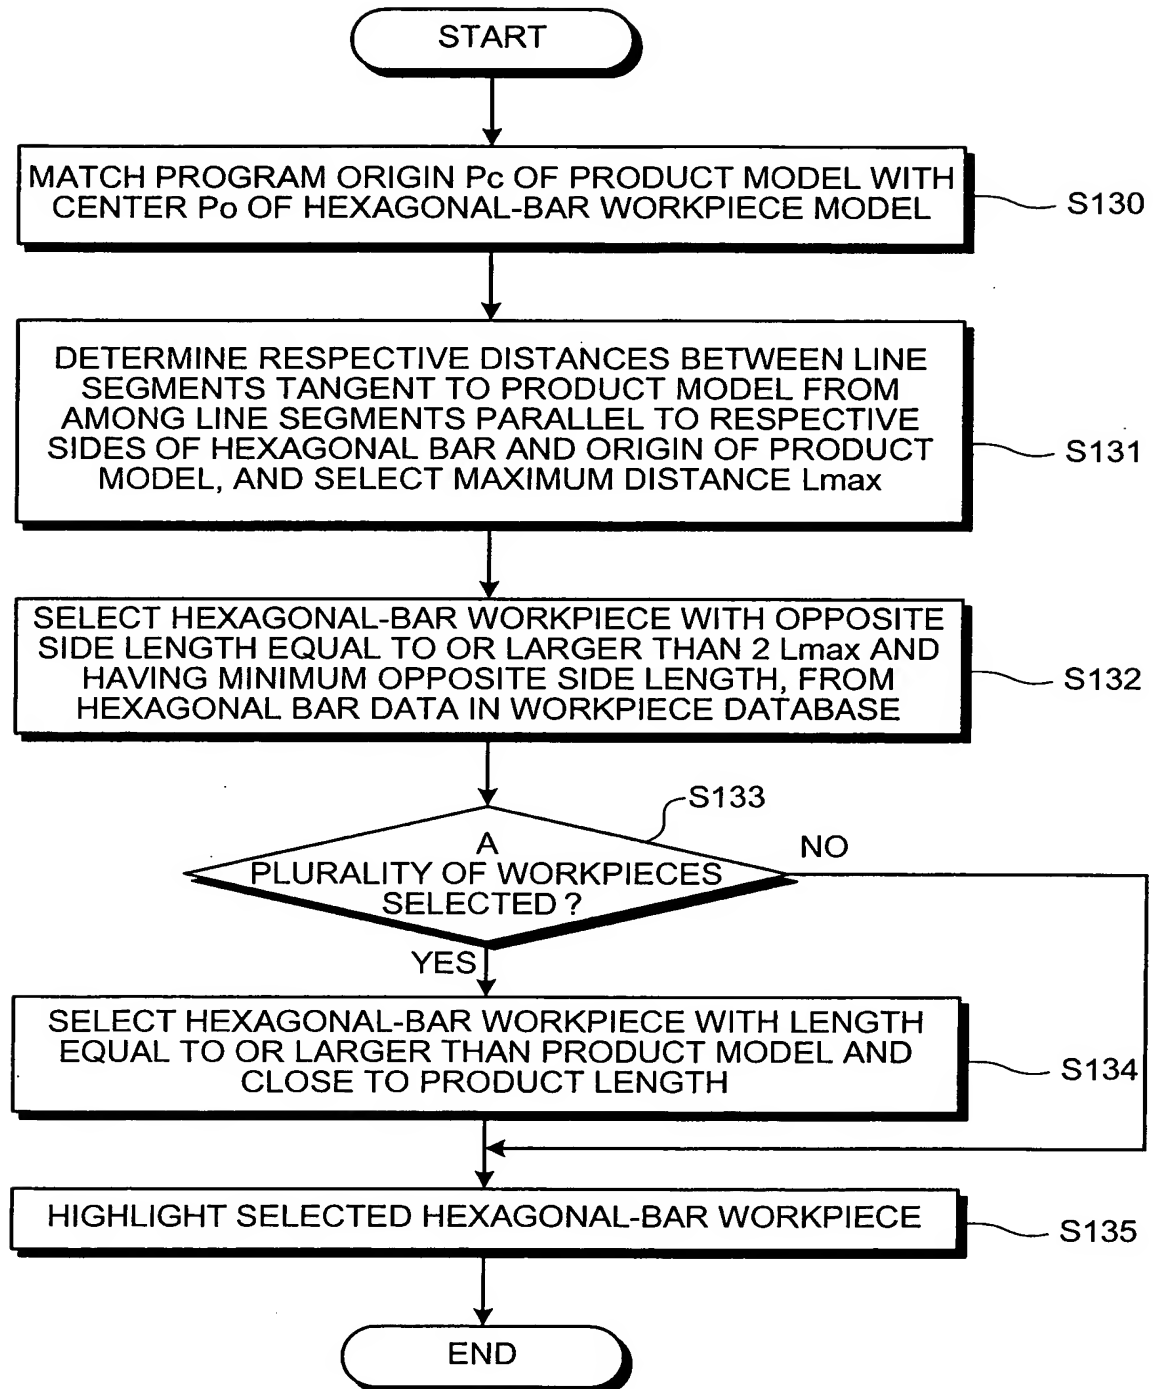 START
MATCH PROGRAM ORIGIN Pc OF PRODUCT MODEL WITH
CENTER Po OF HEXAGONAL-BAR WORKPIECE MODEL
S130
DETERMINE RESPECTIVE DISTANCES BETWEEN LINE
SEGMENTS TANGENT TO PRODUCT MODEL FROM
AMONG LINE SEGMENTS PARALLEL TO RESPECTIVE
SIDES OF HEXAGONAL BAR AND ORIGIN OF PRODUCT
MODEL, AND SELECT MAXIMUM DISTANCE Lmax
S131
SELECT HEXAGONAL-BAR WORKPIECE WITH OPPOSITE
SIDE LENGTH EQUAL TO OR LARGER THAN 2 Lmax AND
HAVING MINIMUM OPPOSITE SIDE LENGTH, FROM
HEXAGONAL BAR DATA IN WORKPIECE DATABASE
S132
S133
A
PLURALITY OF WORKPIECES
SELECTED ?
NO
YES
SELECT HEXAGONAL-BAR WORKPIECE WITH LENGTH
EQUAL TO OR LARGER THAN PRODUCT MODEL AND
CLOSE TO PRODUCT LENGTH
S134
HIGHLIGHT SELECTED HEXAGONAL-BAR WORKPIECE
S135
END